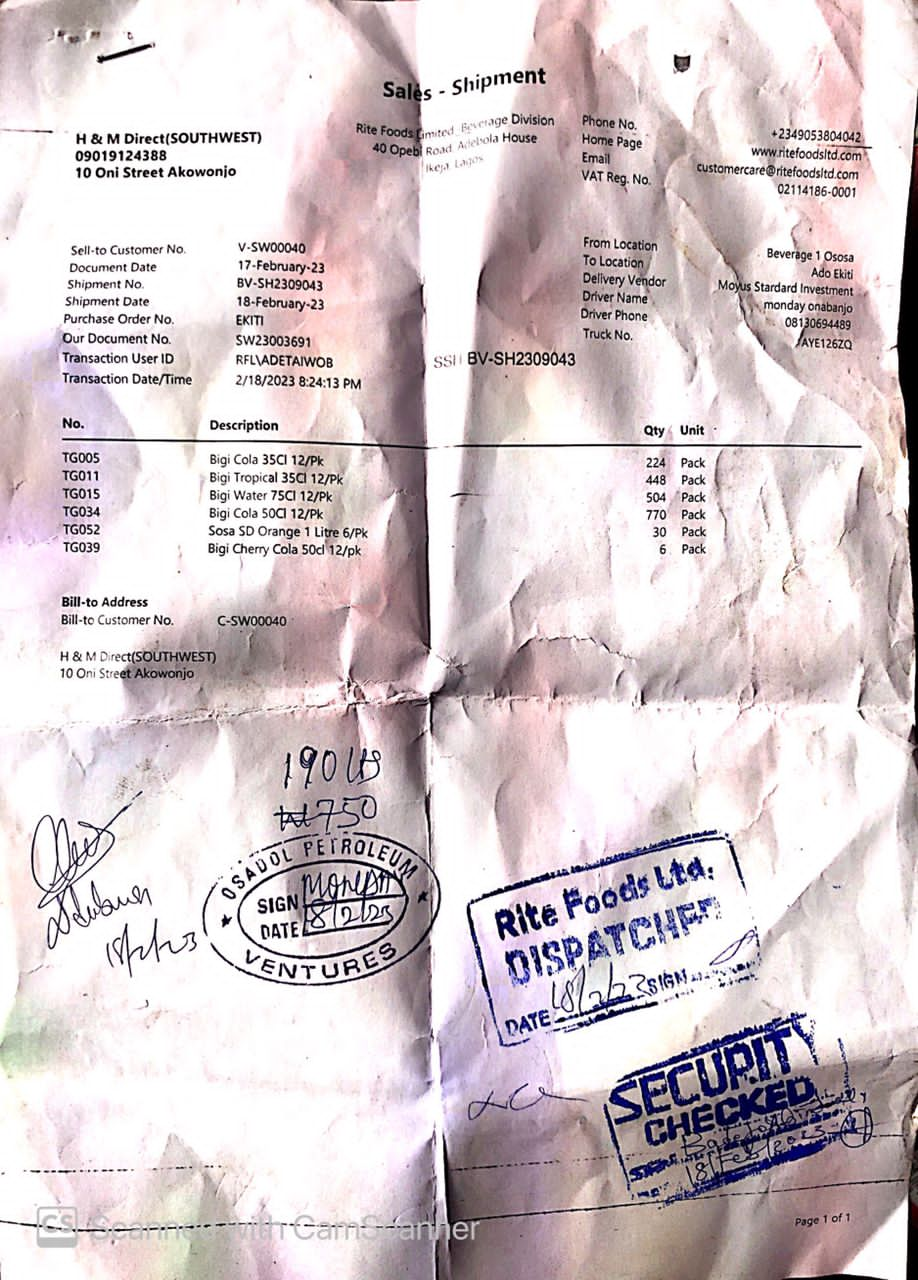 Sales - Shipment
H & M Direct(SOUTHWEST)
09019124388
10 Oni Street Akowonjo
Rite Foods Limited, Beverage Division
40 Opebi Road, Adebola House
Ikeja, Lagos
Phone No. +2349053804042
Home Page www.ritefoodsltd.com
Email customercare@ritefoodsltd.com
VAT Reg. No. 02114186-0001
Sell-to Customer No. V-SW00040
Document Date 17-February-23
Shipment No. BV-SH2309043
Shipment Date 18-February-23
Purchase Order No. EKITI
Our Document No. SW23003691
Transaction User ID RFL\ADETAIWOB
Transaction Date/Time 2/18/2023 8:24:13 PM
From Location Beverage 1 Ososa
To Location Ado Ekiti
Delivery Vendor Moyus Stardard Investment
Driver Name monday onabanjo
Driver Phone 08130694489
Truck No. AYE126ZQ
SSH BV-SH2309043
No. Description Qty Unit
TG005 Bigi Cola 35Cl 12/Pk 224 Pack
TG011 Bigi Tropical 35Cl 12/Pk 448 Pack
TG015 Bigi Water 75Cl 12/Pk 504 Pack
TG034 Bigi Cola 50Cl 12/Pk 770 Pack
TG052 Sosa SD Orange 1 Litre 6/Pk 30 Pack
TG039 Bigi Cherry Cola 50cl 12/pk 6 Pack
Bill-to Address
Bill-to Customer No. C-SW00040
H & M Direct(SOUTHWEST)
10 Oni Street Akowonjo
190 Lts
₦750
18/2/23
OSADOL PETROLEUM
SIGN
DATE 18/2/23
VENTURES
Rite Foods Ltd.
DISPATCHED
DATE 18/2/23 SIGN
SECURITY
CHECKED
SIGN
18/Feb/2023
Page 1 of 1
CS Scanned with CamScanner